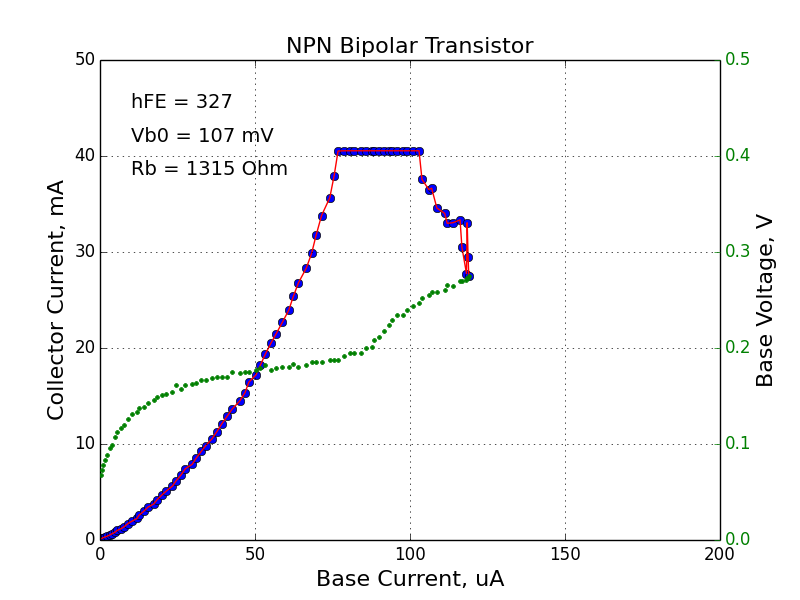 NPN Bipolar Transistor
hFE = 327
Vb0 = 107 mV
Rb = 1315 Ohm
Collector Current, mA
50
40
30
20
10
0
0
50
100
150
200
Base Current, uA
0.5
0.4
0.3
0.2
0.1
0.0
Base Voltage, V